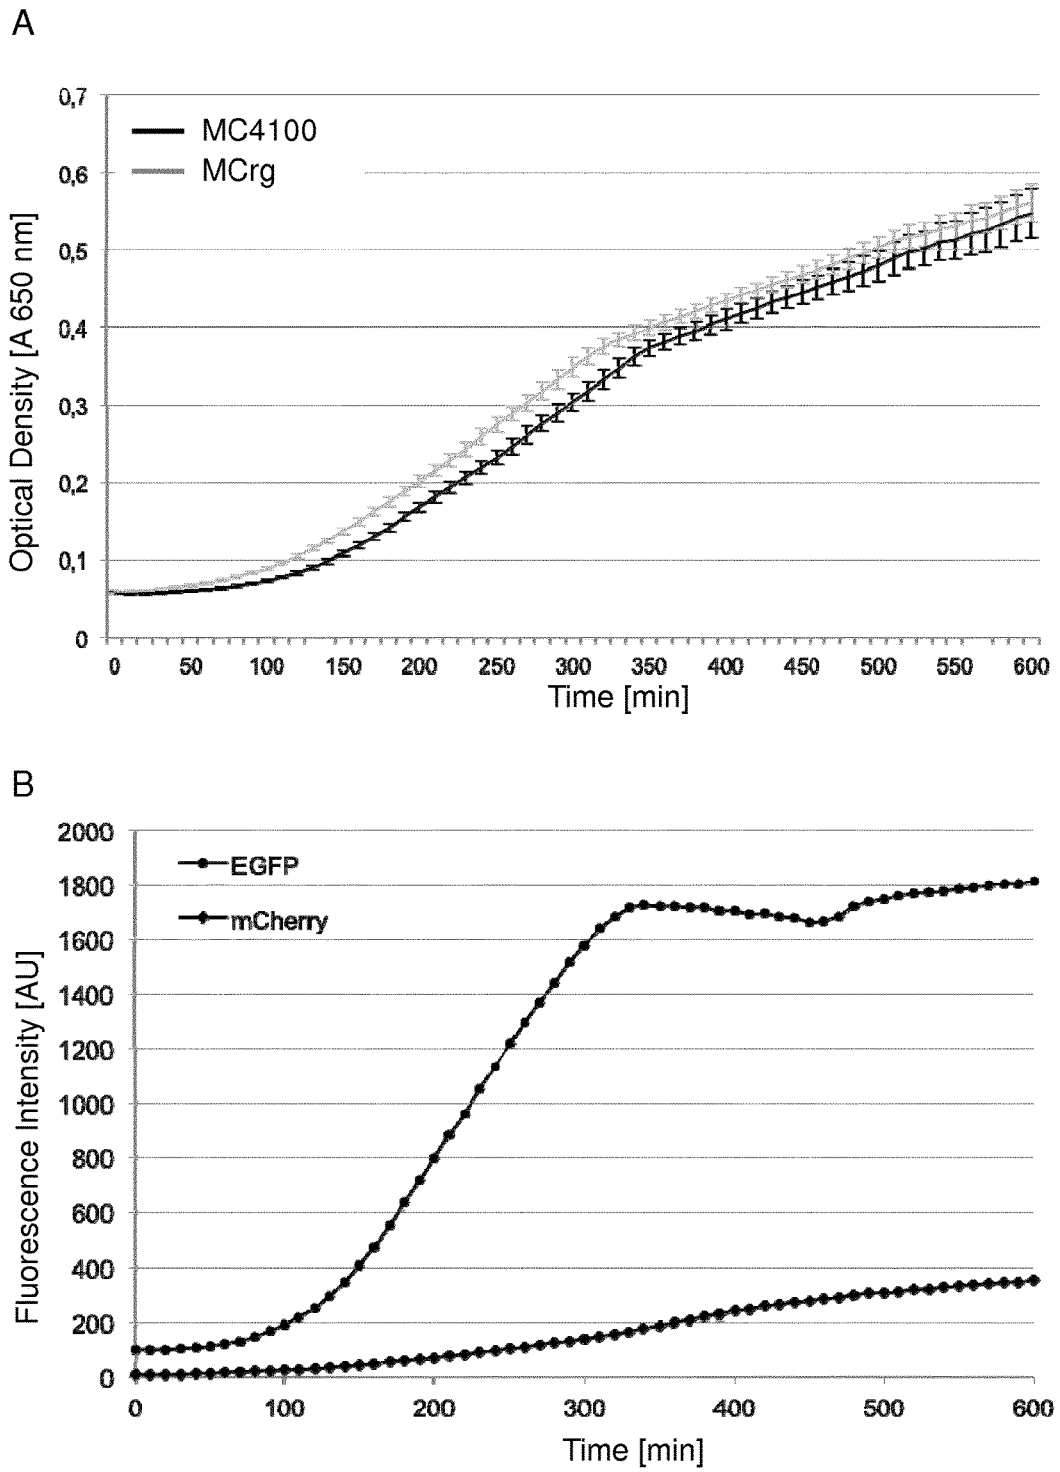 A
0,7
0,6
0,5
0,4
0,3
0,2
0,1
0
MC4100
MCrg
Optical Density [A 650 nm]
0 50 100 150 200 250 300 350 400 450 500 550 600
Time [min]
B
2000
1800
1600
1400
1200
1000
800
600
400
200
0
EGFP
mCherry
Fluorescence Intensity [AU]
0 100 200 300 400 500 600
Time [min]